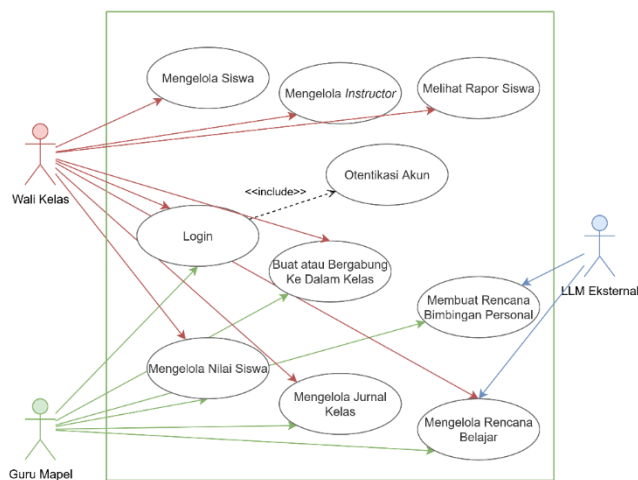 Mengelola Siswa
Mengelola Instructor
Melihat Rapor Siswa
Wali Kelas
<<include>>
Otentikasi Akun
Login
Buat atau Bergabung
Ke Dalam Kelas
Membuat Rencana
Bimbingan Personal
LLM Eksternal
Mengelola Nilai Siswa
Mengelola Jurnal
Kelas
Mengelola Rencana
Belajar
Guru Mapel